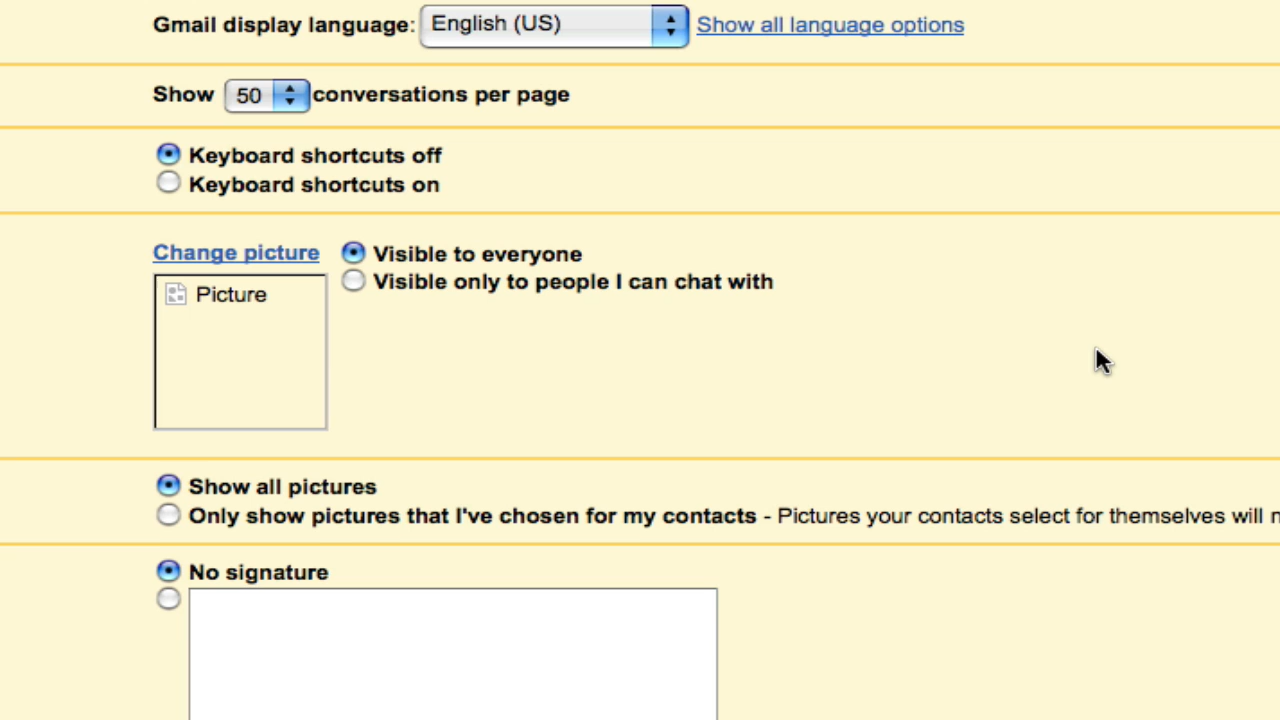 Gmail display language: English (US) Show all language options
Show 50 conversations per page
Keyboard shortcuts off
Keyboard shortcuts on
Change picture Visible to everyone
Visible only to people I can chat with
Picture
Show all pictures
Only show pictures that I've chosen for my contacts - Pictures your contacts select for themselves will
No signature